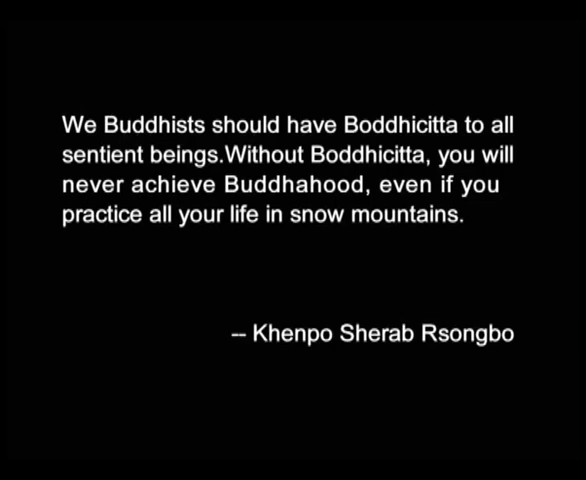 We Buddhists should have Boddhicitta to all
sentient beings.Without Boddhicitta, you will
never achieve Buddhahood, even if you
practice all your life in snow mountains.
-- Khenpo Sherab Rsongbo